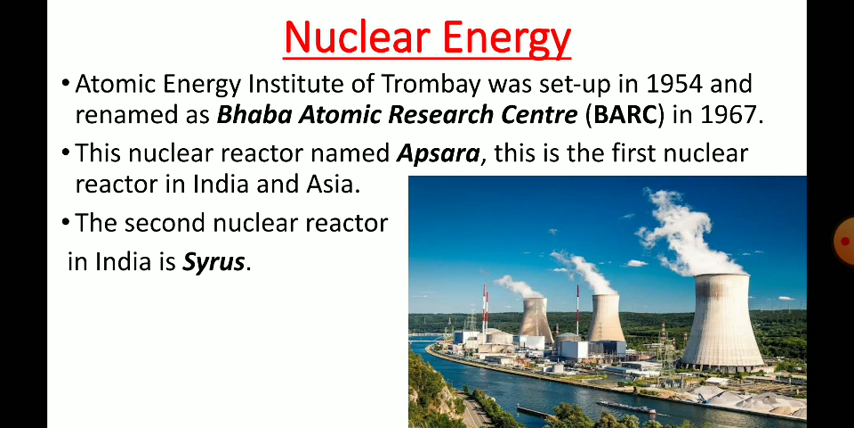 Nuclear Energy
• Atomic Energy Institute of Trombay was set-up in 1954 and
renamed as Bhaba Atomic Research Centre (BARC) in 1967.
• This nuclear reactor named Apsara, this is the first nuclear
reactor in India and Asia.
• The second nuclear reactor
in India is Syrus.